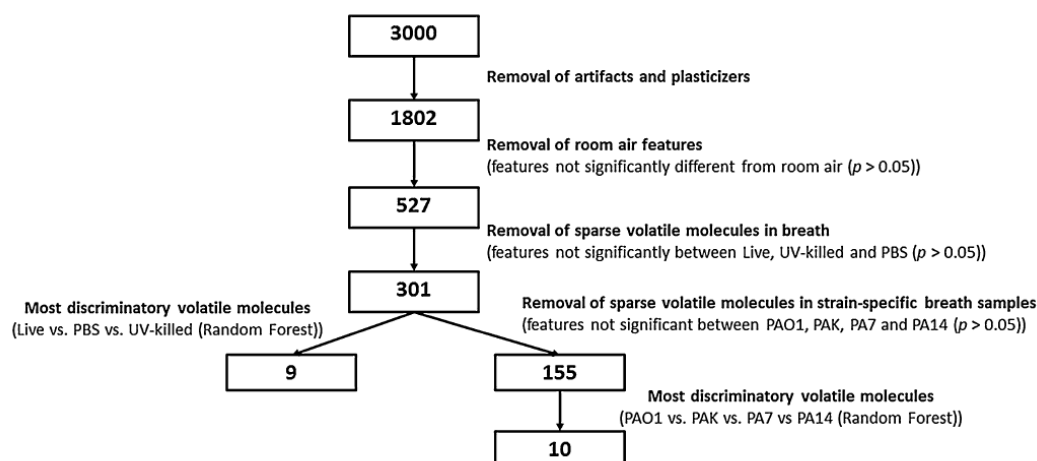 3000
Removal of artifacts and plasticizers
1802
Removal of room air features
(features not significantly different from room air (p > 0.05))
527
Removal of sparse volatile molecules in breath
(features not significantly between Live, UV-killed and PBS (p > 0.05))
301
Most discriminatory volatile molecules
(Live vs. PBS vs. UV-killed (Random Forest))
Removal of sparse volatile molecules in strain-specific breath samples
(features not significant between PAO1, PAK, PA7 and PA14 (p > 0.05))
9
155
Most discriminatory volatile molecules
(PAO1 vs. PAK vs. PA7 vs PA14 (Random Forest))
10